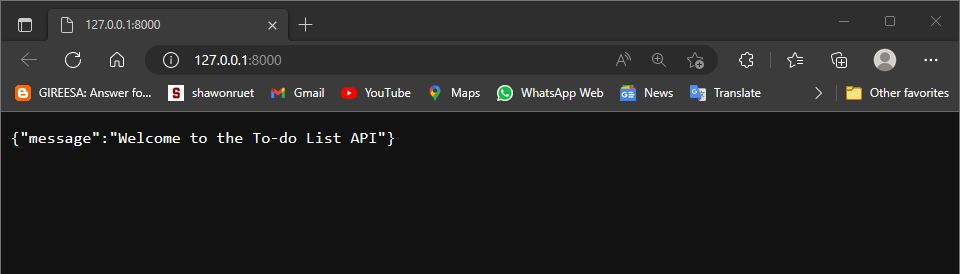 127.0.0.1:8000
127.0.0.1:8000
GIREESA: Answer fo... S shawonruet Gmail YouTube Maps WhatsApp Web News Translate Other favorites
{"message":"Welcome to the To-do List API"}